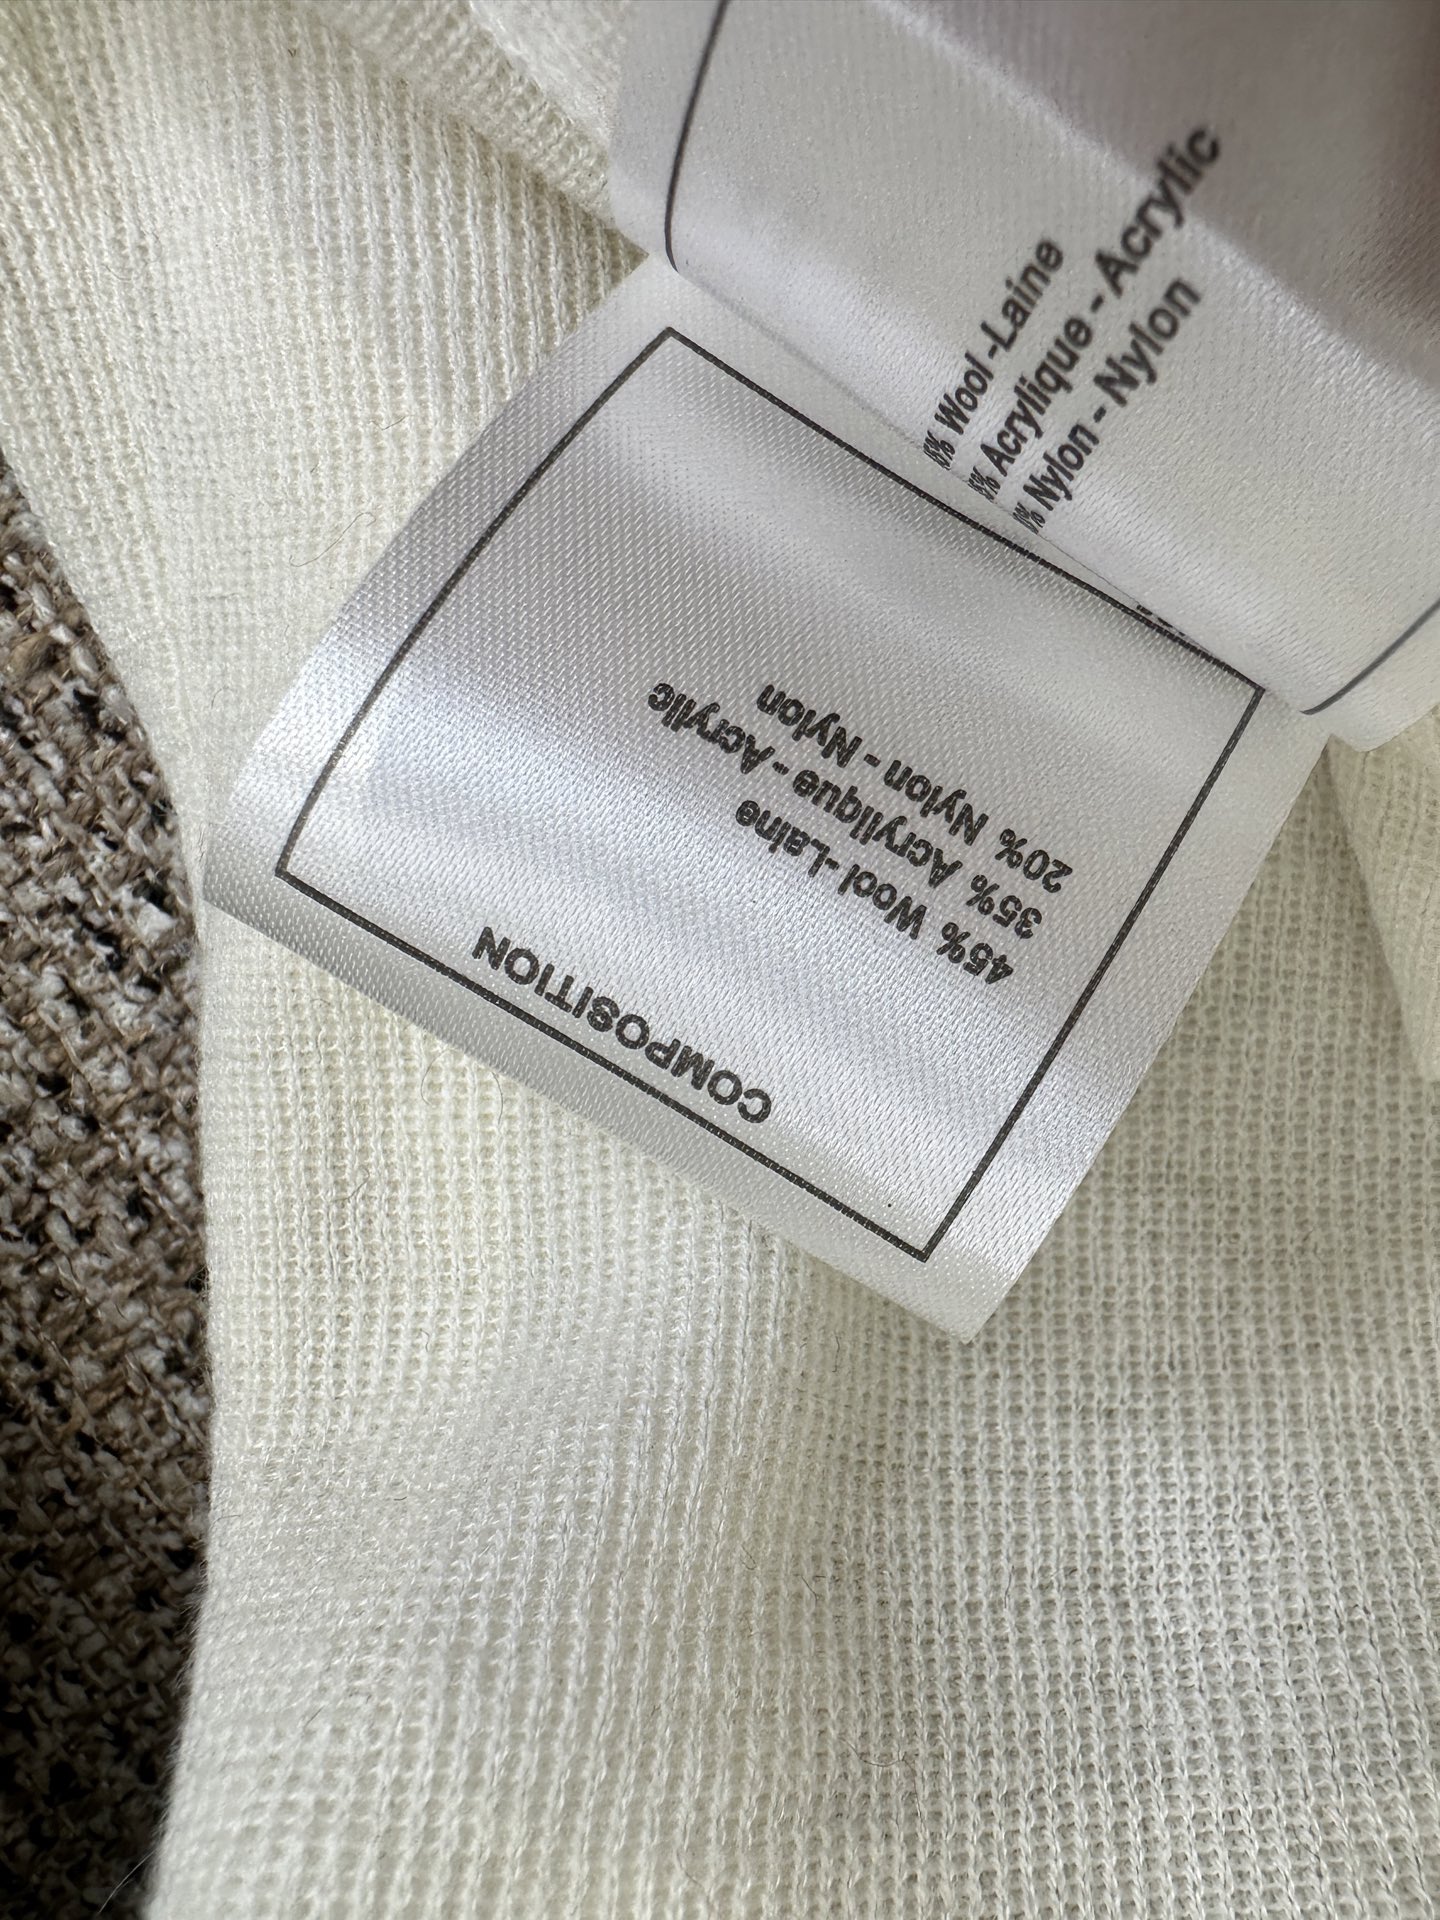 COMPOSITION
45% Wool -Laine
35% Acrylique - Acrylic
20% Nylon - Nylon
Wool -Laine
Acrylique - Acrylic
Nylon - Nylon